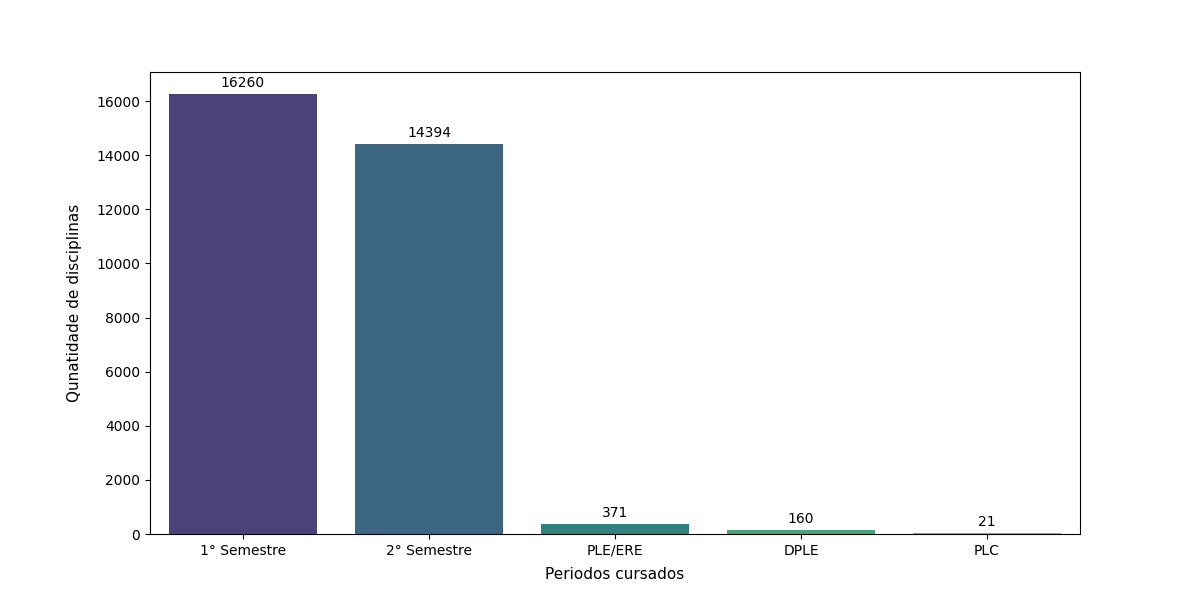 16260
14394
371
160
21
16000
14000
12000
10000
8000
6000
4000
2000
0
Qunatidade de disciplinas
1° Semestre
2° Semestre
PLE/ERE
DPLE
PLC
Periodos cursados